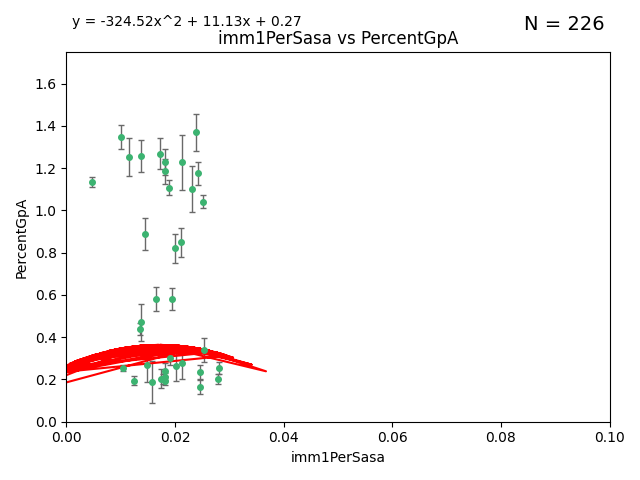 y = -324.52x^2 + 11.13x + 0.27
N = 226
imm1PerSasa vs PercentGpA
PercentGpA
1.6
1.4
1.2
1.0
0.8
0.6
0.4
0.2
0.0
0.00 0.02 0.04 0.06 0.08 0.10
imm1PerSasa